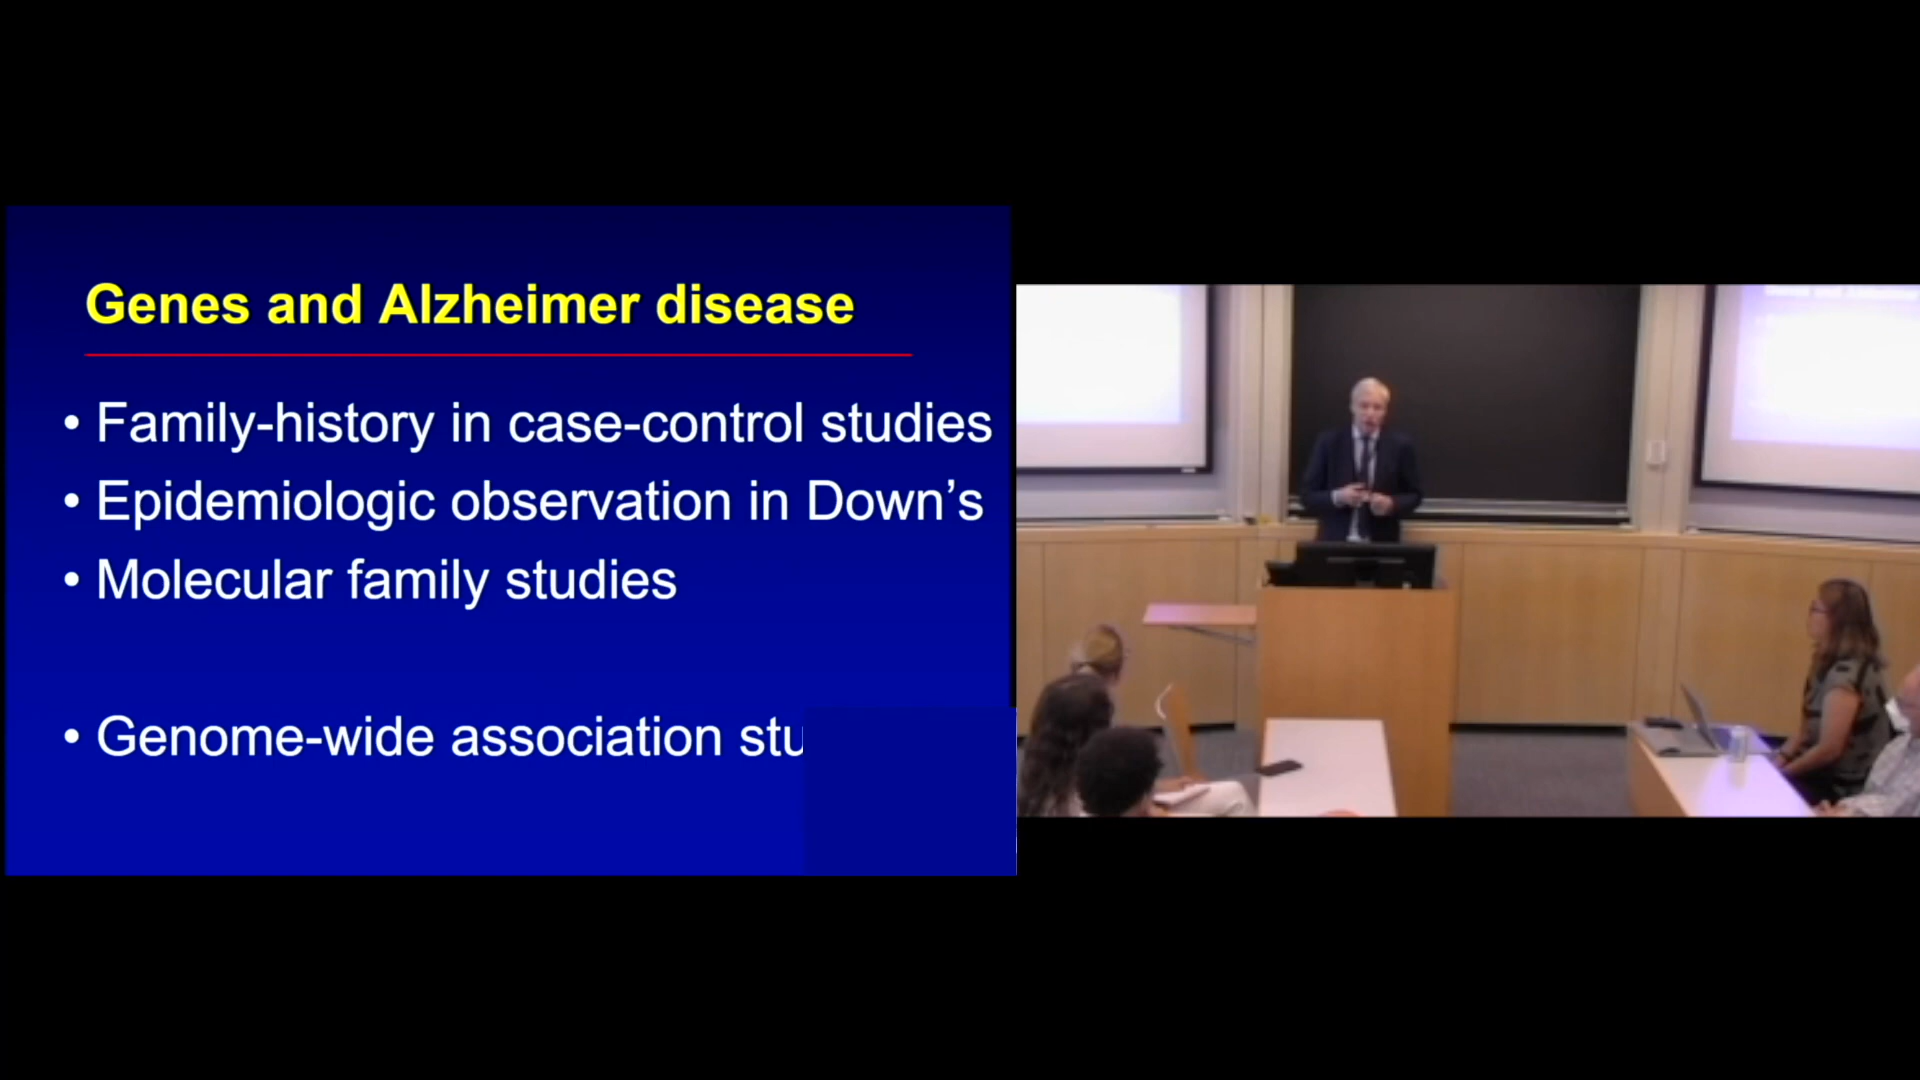 Genes and Alzheimer disease
• Family-history in case-control studies
• Epidemiologic observation in Down’s
• Molecular family studies
• Genome-wide association stu